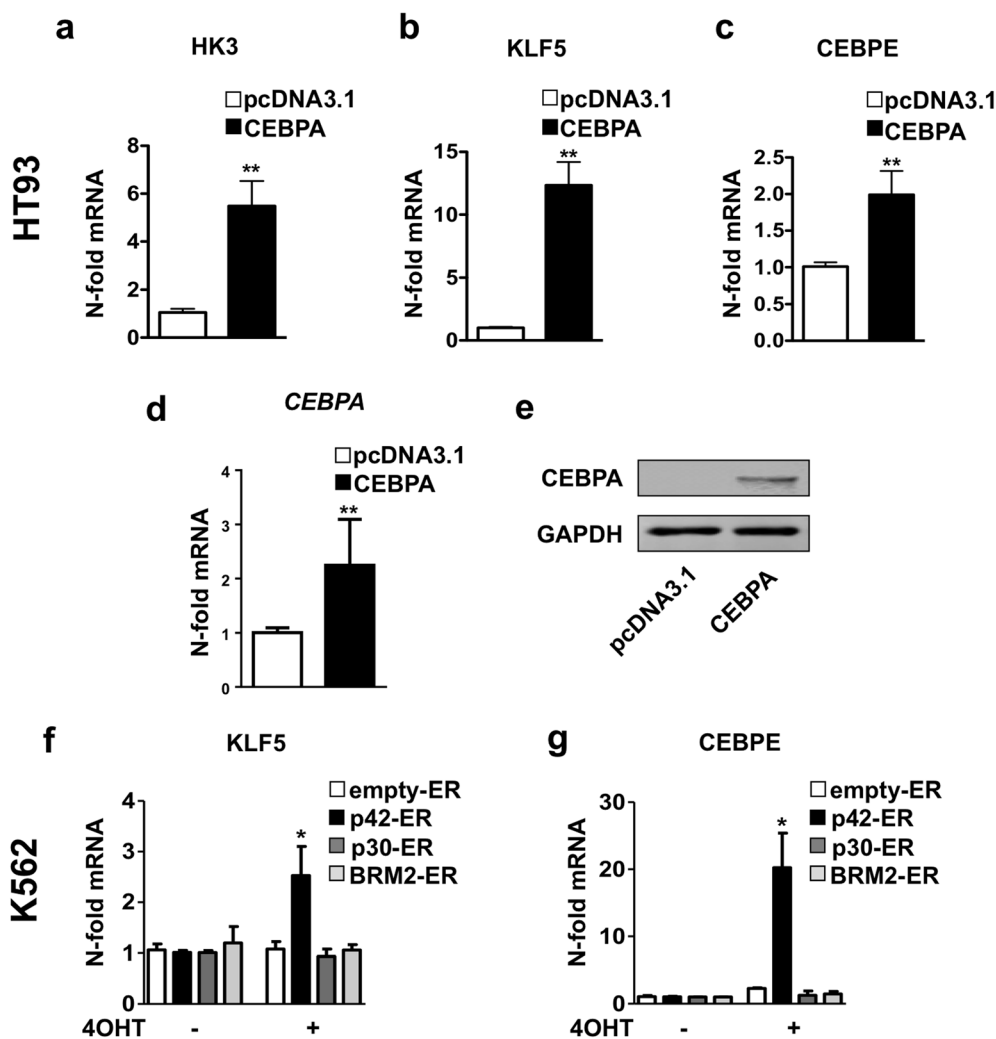 a
HK3
pcDNA3.1
CEBPA
HT93
N-fold mRNA
8
6
4
2
0
**
b
KLF5
pcDNA3.1
CEBPA
N-fold mRNA
15
10
5
0
**
c
CEBPE
pcDNA3.1
CEBPA
N-fold mRNA
2.5
2.0
1.5
1.0
0.5
0.0
**
d
CEBPA
pcDNA3.1
CEBPA
N-fold mRNA
4
3
2
1
0
**
e
CEBPA
GAPDH
pcDNA3.1
CEBPA
K562
f
KLF5
empty-ER
p42-ER
p30-ER
BRM2-ER
N-fold mRNA
4
3
2
1
0
*
4OHT - +
g
CEBPE
empty-ER
p42-ER
p30-ER
BRM2-ER
N-fold mRNA
30
20
10
0
*
4OHT - +